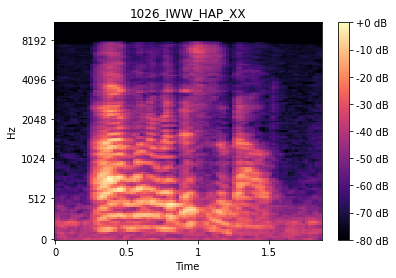 1026_IWW_HAP_XX
+0 dB
8192
-10 dB
4096
-20 dB
-30 dB
2048
Hz
-40 dB
1024
-50 dB
512
-60 dB
-70 dB
0
-80 dB
0 0.5 1 1.5
Time